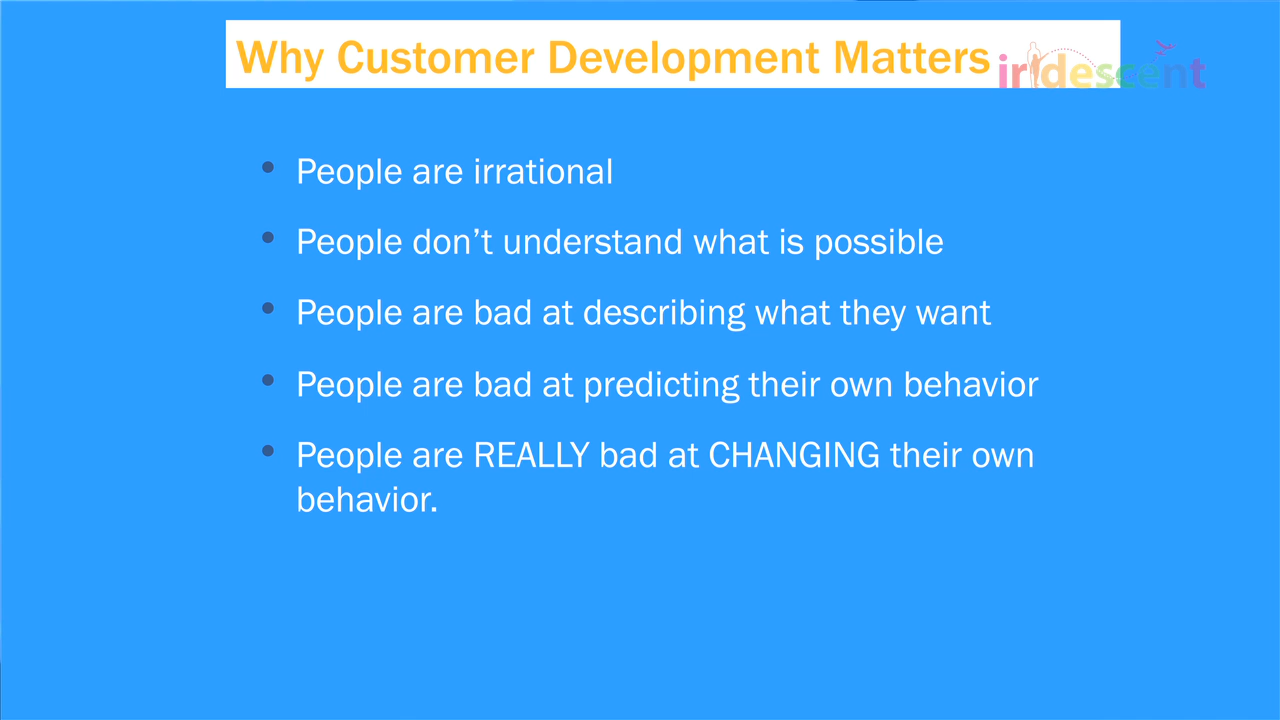 Why Customer Development Matters
iridescent
• People are irrational
• People don’t understand what is possible
• People are bad at describing what they want
• People are bad at predicting their own behavior
• People are REALLY bad at CHANGING their own
behavior.